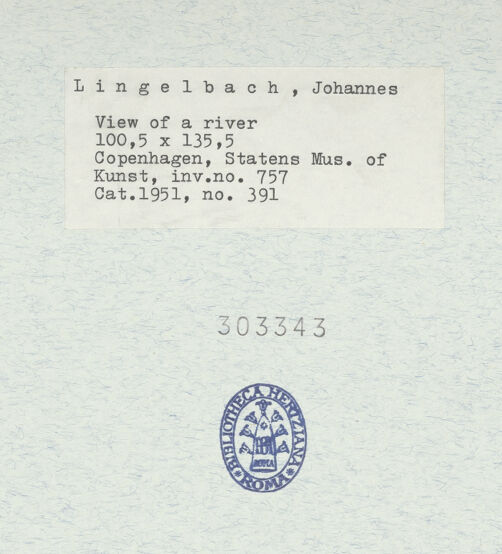 Lingelbach, Johannes
View of a river
100,5 x 135,5
Copenhagen, Statens Mus. of
Kunst, inv.no. 757
Cat.1951, no. 391
303343
BIBLIOTHECA HERTZIANA
ROMA
ROMA